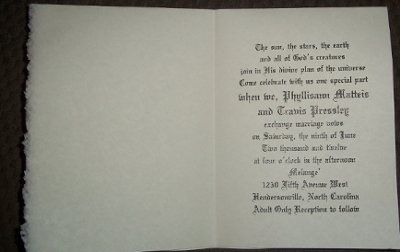 The sun, the stars, the earth
and all of God's creatures
join in His divine plan of the universe
Come celebrate with us one special part
when we, Phyllisann Matteis
and Travis Pressley
exchange marriage vows
on Saturday, the ninth of June
Two thousand and twelve
at four o'clock in the afternoon
Melange'
1230 Fifth Avenue West
Hendersonville, North Carolina
Adult Only Reception to follow